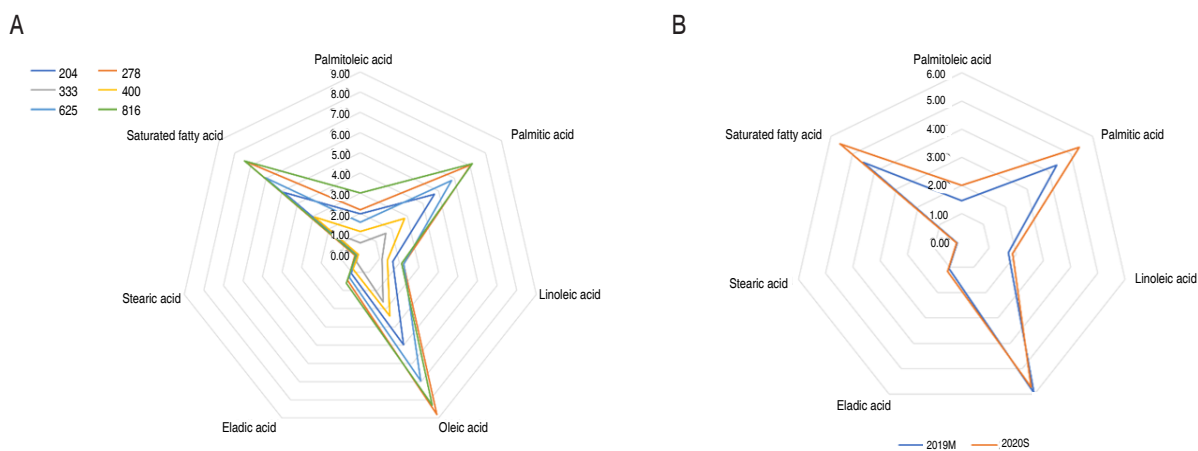 A
204 278
333 400
625 816
Palmitoleic acid
9.00
8.00
7.00
6.00
5.00
4.00
3.00
2.00
1.00
0.00
Palmitic acid
Linoleic acid
Oleic acid
Eladic acid
Stearic acid
Saturated fatty acid
B
Palmitoleic acid
6.00
5.00
4.00
3.00
2.00
1.00
0.00
Palmitic acid
Linoleic acid
Eladic acid
Stearic acid
Saturated fatty acid
2019M 2020S